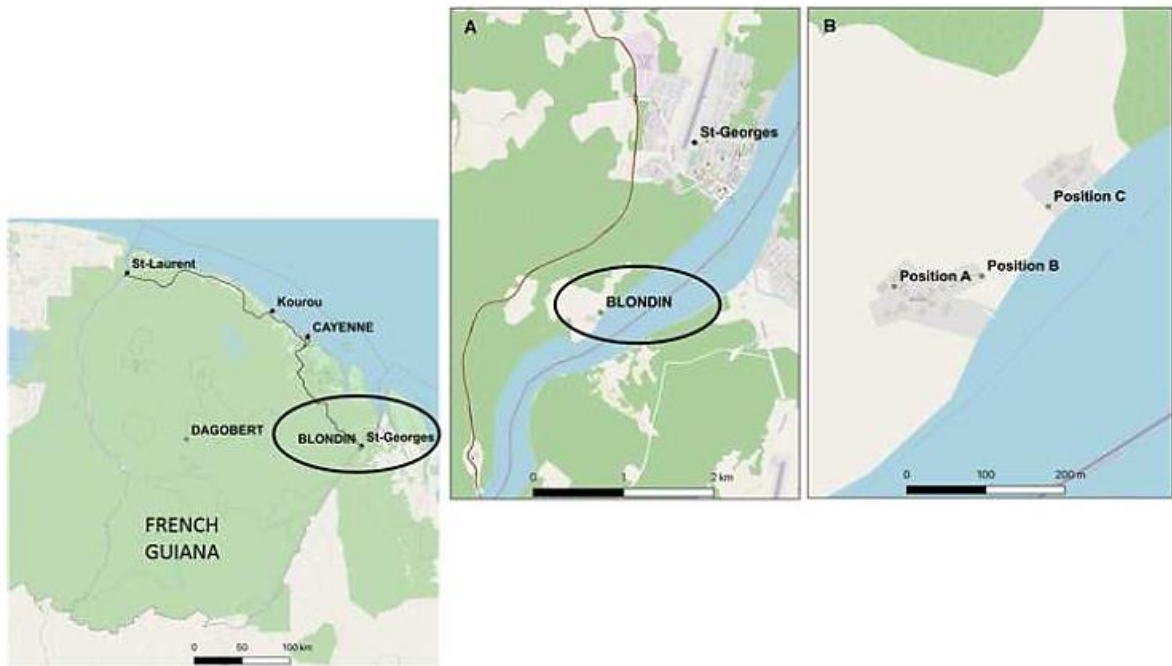 St-Laurent
Kourou
CAYENNE
DAGOBERT
BLONDIN
St-Georges
FRENCH
GUIANA
0 50 100 km
A
St-Georges
BLONDIN
0 1 2 km
B
Position C
Position B
Position A
0 100 200 m